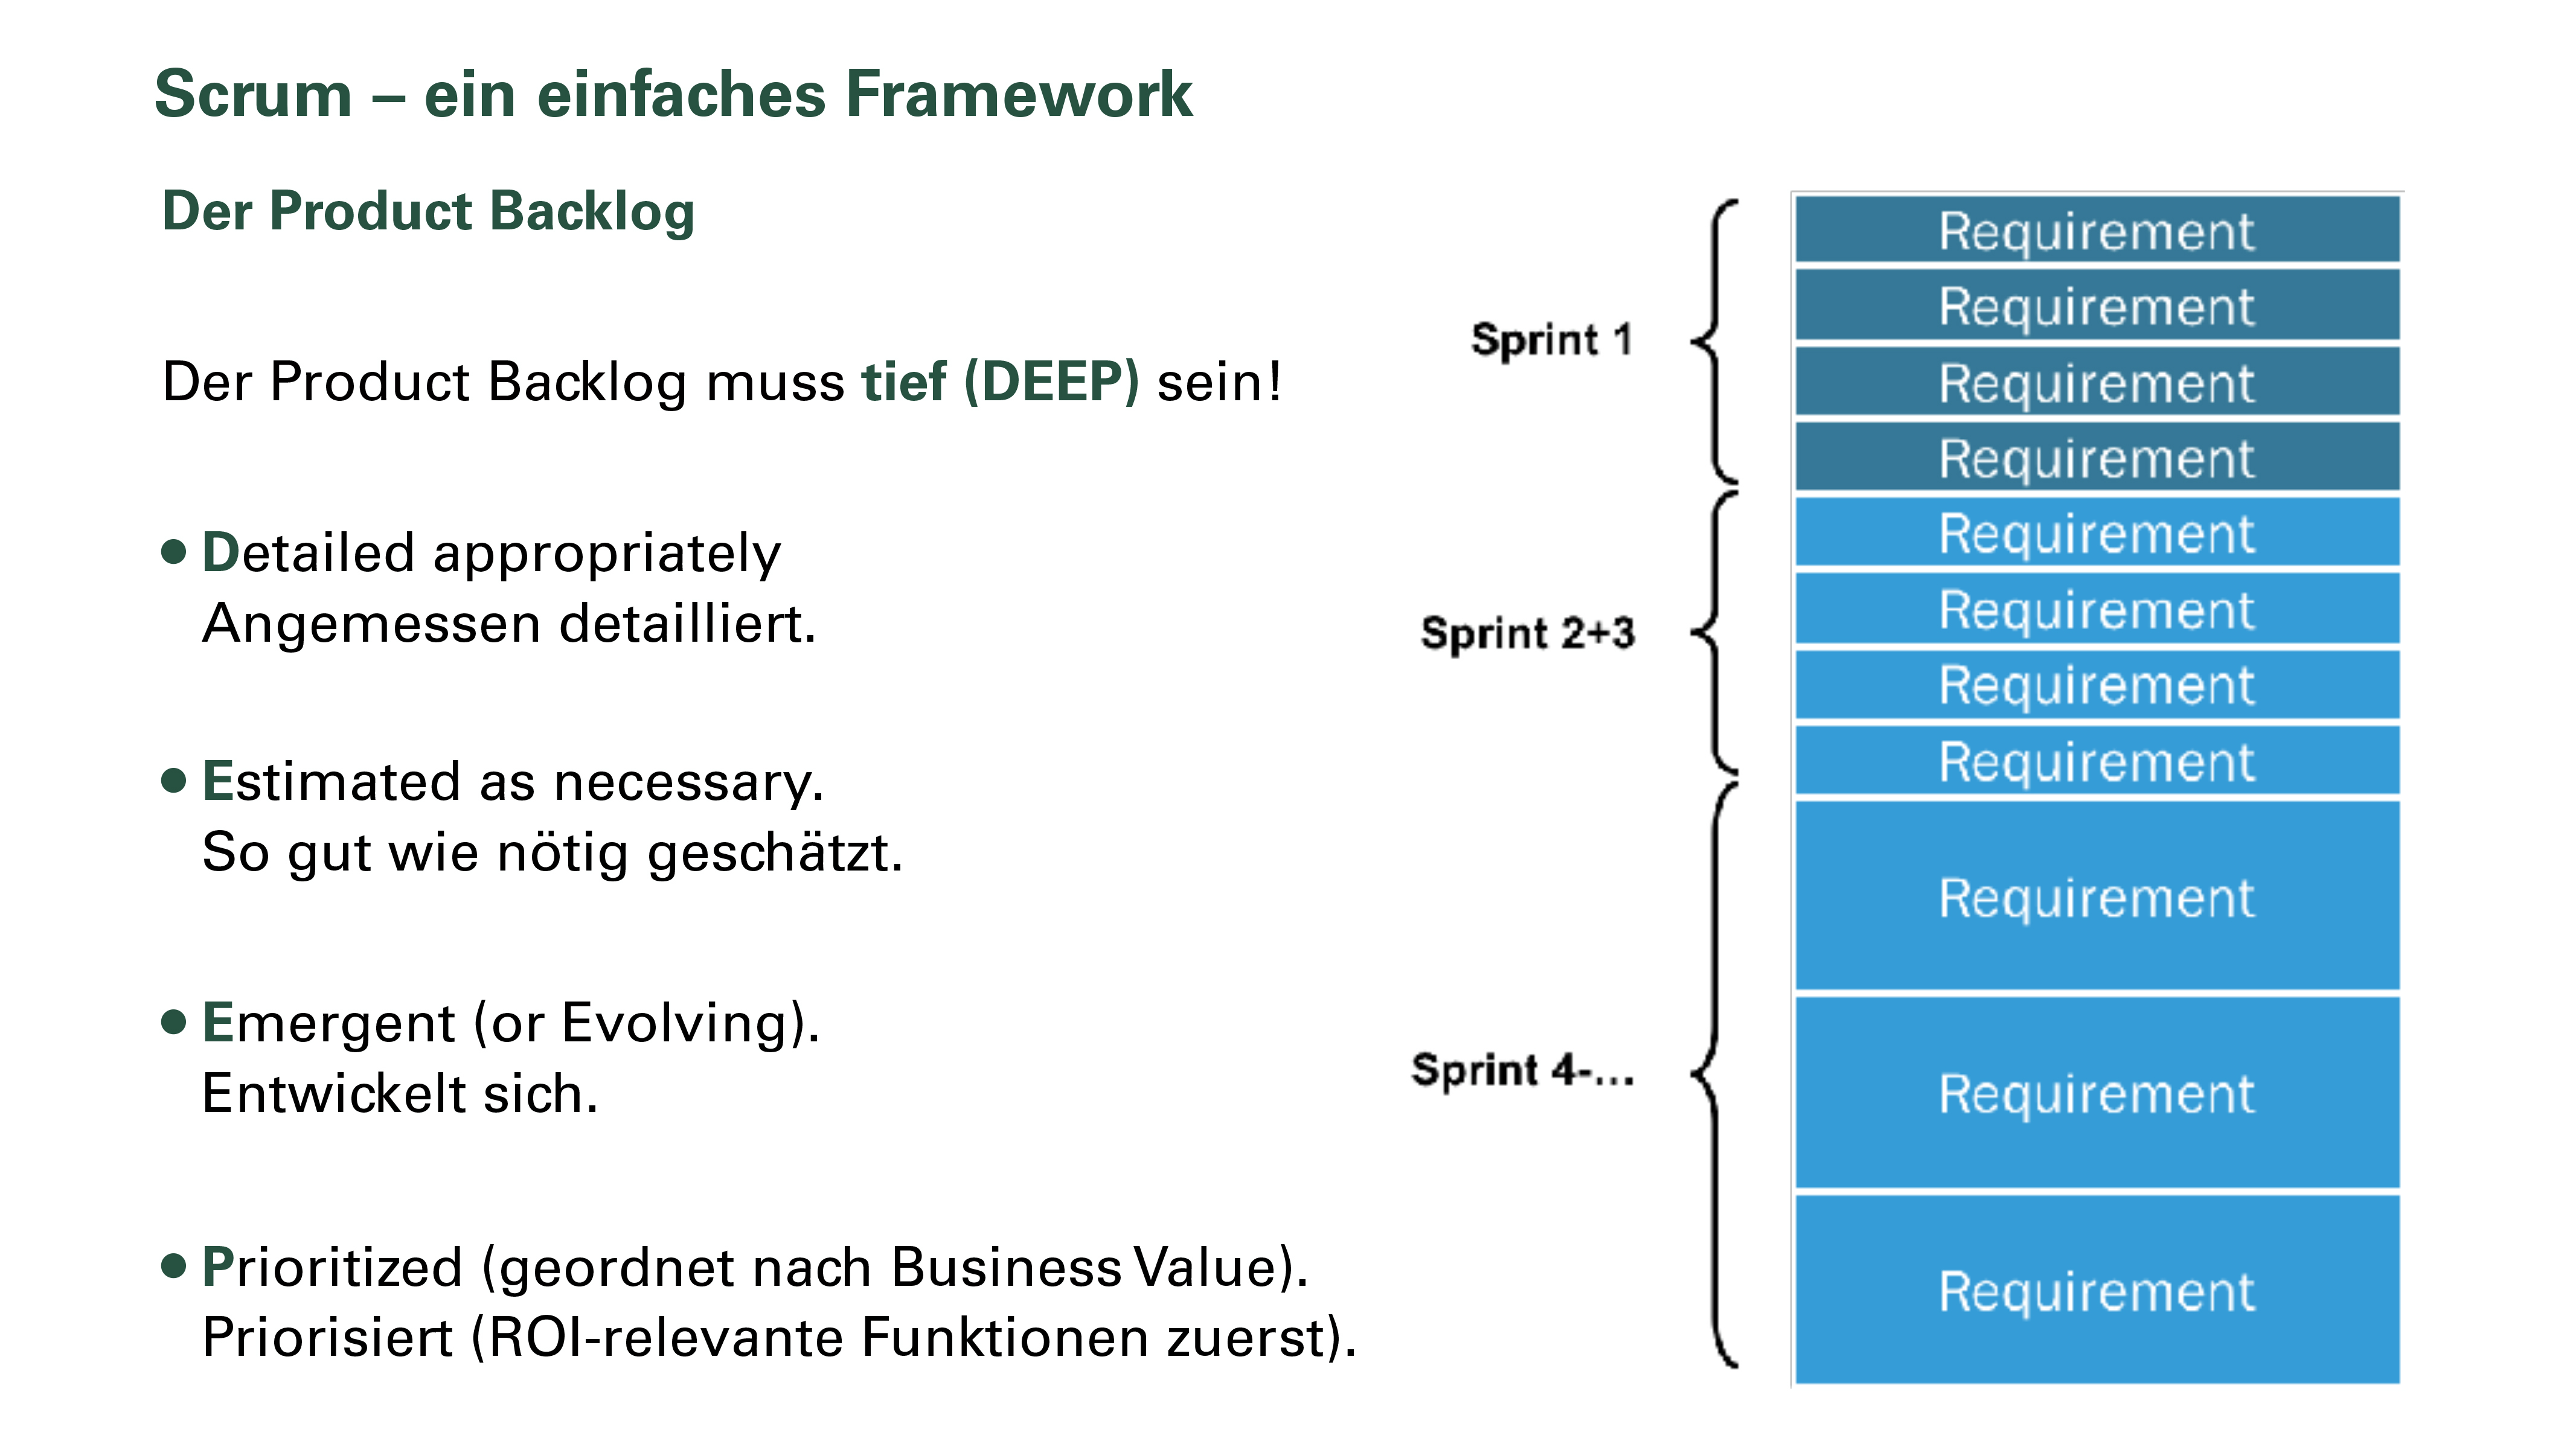 Scrum – ein einfaches Framework
Der Product Backlog
Der Product Backlog muss tief (DEEP) sein!
• Detailed appropriately
Angemessen detailliert.
• Estimated as necessary.
So gut wie nötig geschätzt.
• Emergent (or Evolving).
Entwickelt sich.
• Prioritized (geordnet nach Business Value).
Priorisiert (ROI-relevante Funktionen zuerst).
Sprint 1
Requirement
Requirement
Requirement
Requirement
Sprint 2+3
Requirement
Requirement
Requirement
Requirement
Sprint 4-...
Requirement
Requirement
Requirement